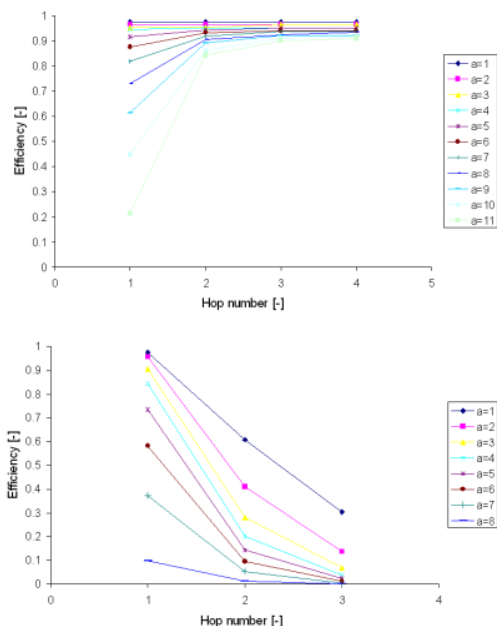 1
0.9
0.8
0.7
0.6
0.5
0.4
0.3
0.2
0.1
0
0 1 2 3 4 5
Efficiency [-]
Hop number [-]
a=1
a=2
a=3
a=4
a=5
a=6
a=7
a=8
a=9
a=10
a=11
1
0.9
0.8
0.7
0.6
0.5
0.4
0.3
0.2
0.1
0
0 1 2 3 4
Efficiency [-]
Hop number [-]
a=1
a=2
a=3
a=4
a=5
a=6
a=7
a=8